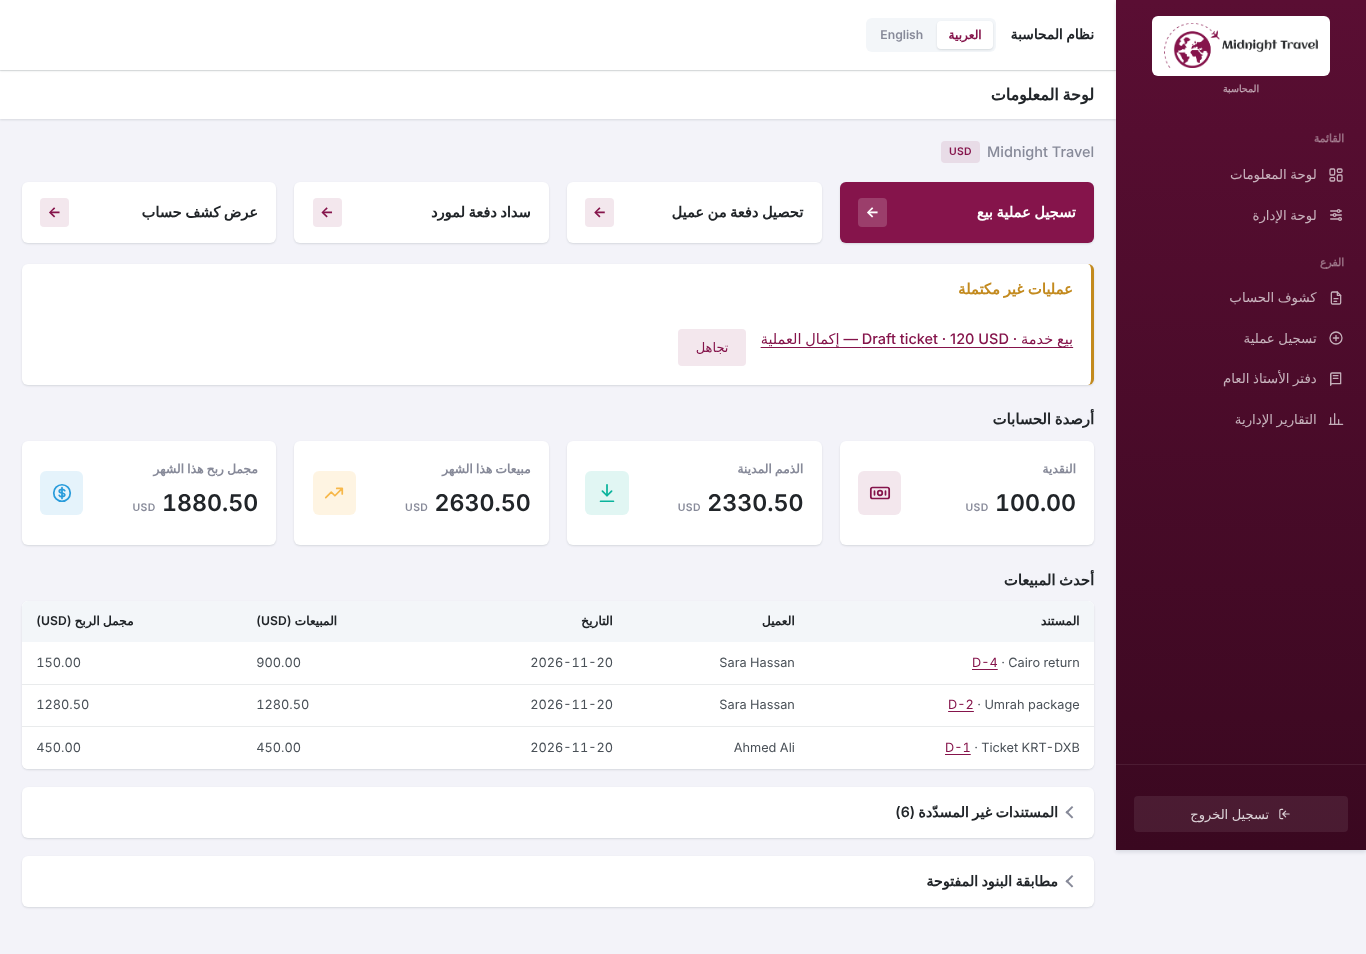 Midnight Travel
المحاسبة
القائمة
لوحة المعلومات
لوحة الإدارة
الفرع
كشوف الحساب
تسجيل عملية
دفتر الأستاذ العام
التقارير الإدارية
تسجيل الخروج
نظام المحاسبة العربية English
لوحة المعلومات
Midnight Travel USD
تسجيل عملية بيع
تحصيل دفعة من عميل
سداد دفعة لمورد
عرض كشف حساب
عمليات غير مكتملة
بيع خدمة · Draft ticket · 120 USD — إكمال العملية
تجاهل
أرصدة الحسابات
النقدية
100.00 USD
الذمم المدينة
2330.50 USD
مبيعات هذا الشهر
2630.50 USD
مجمل ربح هذا الشهر
1880.50 USD
أحدث المبيعات
المستند العميل التاريخ المبيعات (USD) مجمل الربح (USD)
D-4 · Cairo return Sara Hassan 2026-11-20 900.00 150.00
D-2 · Umrah package Sara Hassan 2026-11-20 1280.50 1280.50
D-1 · Ticket KRT-DXB Ahmed Ali 2026-11-20 450.00 450.00
المستندات غير المسدّدة (6)
مطابقة البنود المفتوحة